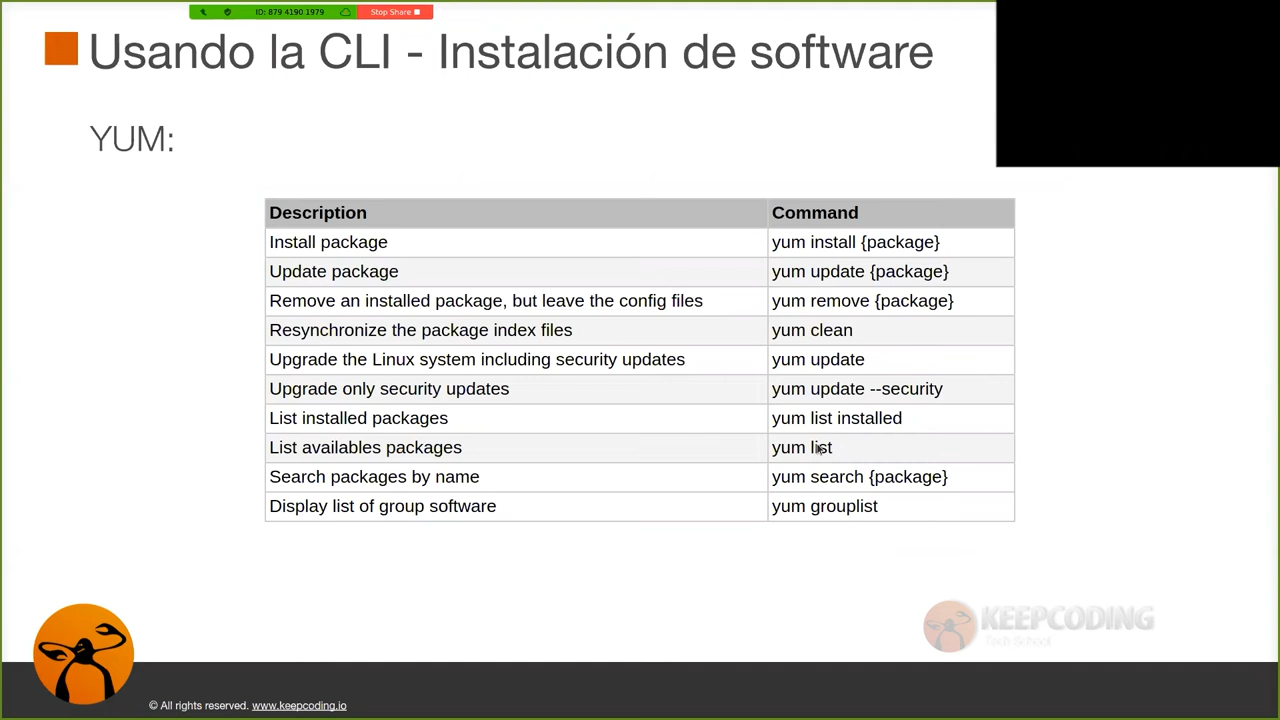 ID: 879 4190 1979 Stop Share
Usando la CLI - Instalación de software
YUM:
Description Command
Install package yum install {package}
Update package yum update {package}
Remove an installed package, but leave the config files yum remove {package}
Resynchronize the package index files yum clean
Upgrade the Linux system including security updates yum update
Upgrade only security updates yum update --security
List installed packages yum list installed
List availables packages yum list
Search packages by name yum search {package}
Display list of group software yum grouplist
KEEPCODING
Tech School
© All rights reserved. www.keepcoding.io